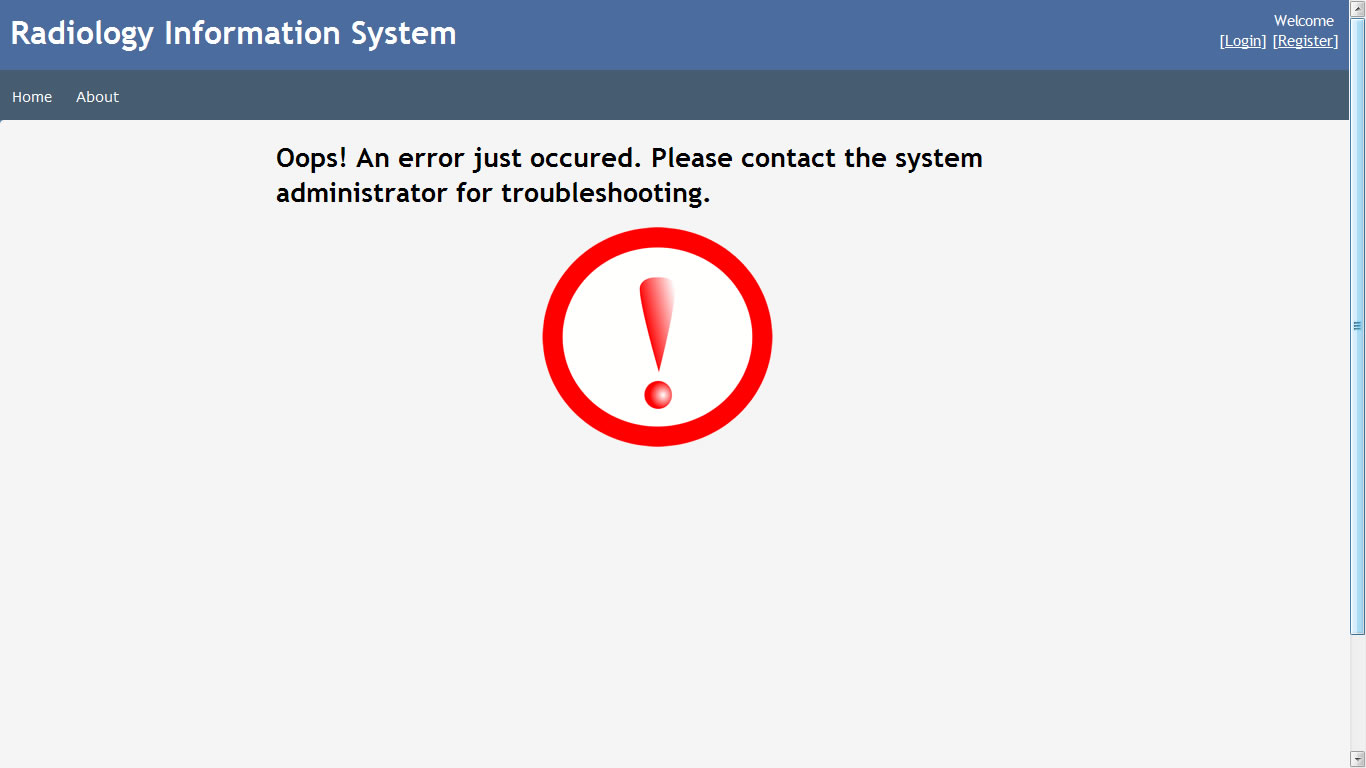 Radiology Information System
Welcome
[Login] [Register]
Home About
Oops! An error just occured. Please contact the system
administrator for troubleshooting.